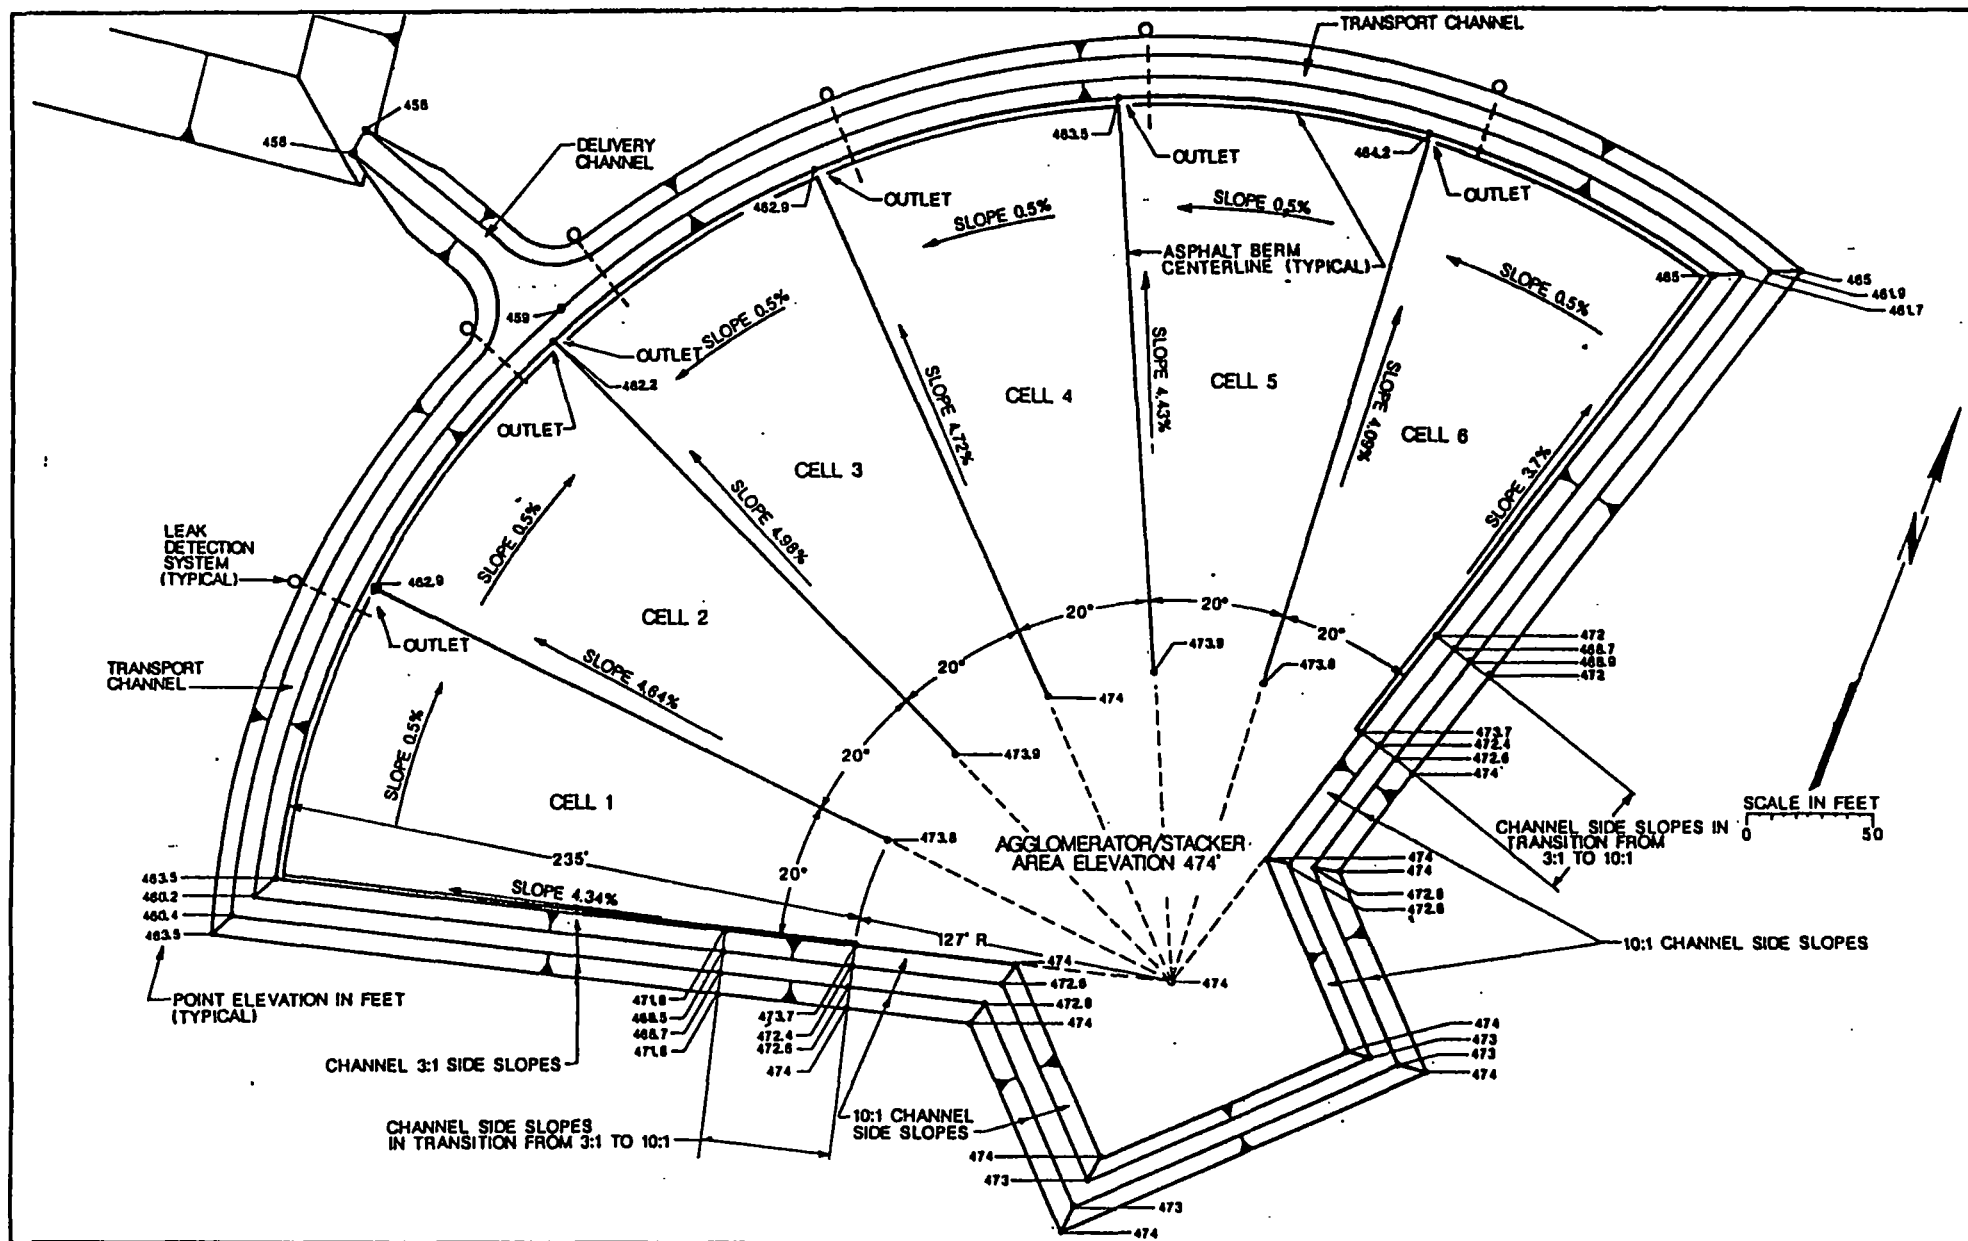 TRANSPORT CHANNEL
458
458
DELIVERY
CHANNEL
463.5
OUTLET
464.2
OUTLET
462.9
OUTLET
SLOPE 0.5%
SLOPE 0.5%
ASPHALT BERM
CENTERLINE (TYPICAL)
SLOPE 0.5%
465
465
461.9
461.7
459
SLOPE 0.5%
OUTLET
462.2
OUTLET
SLOPE 4.72%
CELL 4
SLOPE 4.43%
CELL 5
SLOPE 4.09%
CELL 6
CELL 3
SLOPE 4.98%
SLOPE 3.7%
SLOPE 0.5%
LEAK
DETECTION
SYSTEM
(TYPICAL)
462.9
CELL 2
OUTLET
SLOPE 4.64%
20°
20°
20°
20°
473.9
473.8
474
472
468.7
468.9
472
TRANSPORT
CHANNEL
SLOPE 0.5%
20°
473.9
473.7
472.4
472.6
474
CELL 1
473.8
AGGLOMERATOR/STACKER
AREA ELEVATION 474'
SCALE IN FEET
0 50
CHANNEL SIDE SLOPES IN
TRANSITION FROM
3:1 TO 10:1
235'
20°
474
474
472.8
472.8
463.5
460.2
460.4
463.5
SLOPE 4.34%
127' R
10:1 CHANNEL SIDE SLOPES
474
472.8
472.8
474
474
POINT ELEVATION IN FEET
(TYPICAL)
471.8
468.5
468.7
471.8
473.7
472.4
472.6
474
474
473
473
474
CHANNEL 3:1 SIDE SLOPES
CHANNEL SIDE SLOPES
IN TRANSITION FROM 3:1 TO 10:1
10:1 CHANNEL
SIDE SLOPES
474
473
473
474